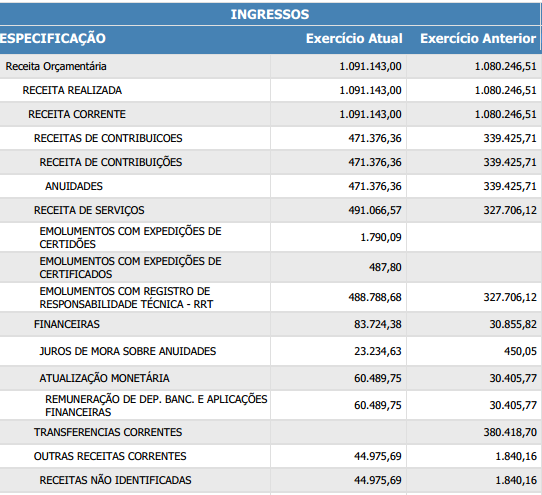 INGRESSOS
ESPECIFICAÇÃO Exercício Atual Exercício Anterior
Receita Orçamentária 1.091.143,00 1.080.246,51
RECEITA REALIZADA 1.091.143,00 1.080.246,51
RECEITA CORRENTE 1.091.143,00 1.080.246,51
RECEITAS DE CONTRIBUICOES 471.376,36 339.425,71
RECEITA DE CONTRIBUIÇÕES 471.376,36 339.425,71
ANUIDADES 471.376,36 339.425,71
RECEITA DE SERVIÇOS 491.066,57 327.706,12
EMOLUMENTOS COM EXPEDIÇÕES DE
CERTIDÕES 1.790,09
EMOLUMENTOS COM EXPEDIÇÕES DE
CERTIFICADOS 487,80
EMOLUMENTOS COM REGISTRO DE
RESPONSABILIDADE TÉCNICA - RRT 488.788,68 327.706,12
FINANCEIRAS 83.724,38 30.855,82
JUROS DE MORA SOBRE ANUIDADES 23.234,63 450,05
ATUALIZAÇÃO MONETÁRIA 60.489,75 30.405,77
REMUNERAÇÃO DE DEP. BANC. E APLICAÇÕES
FINANCEIRAS 60.489,75 30.405,77
TRANSFERENCIAS CORRENTES 380.418,70
OUTRAS RECEITAS CORRENTES 44.975,69 1.840,16
RECEITAS NÃO IDENTIFICADAS 44.975,69 1.840,16